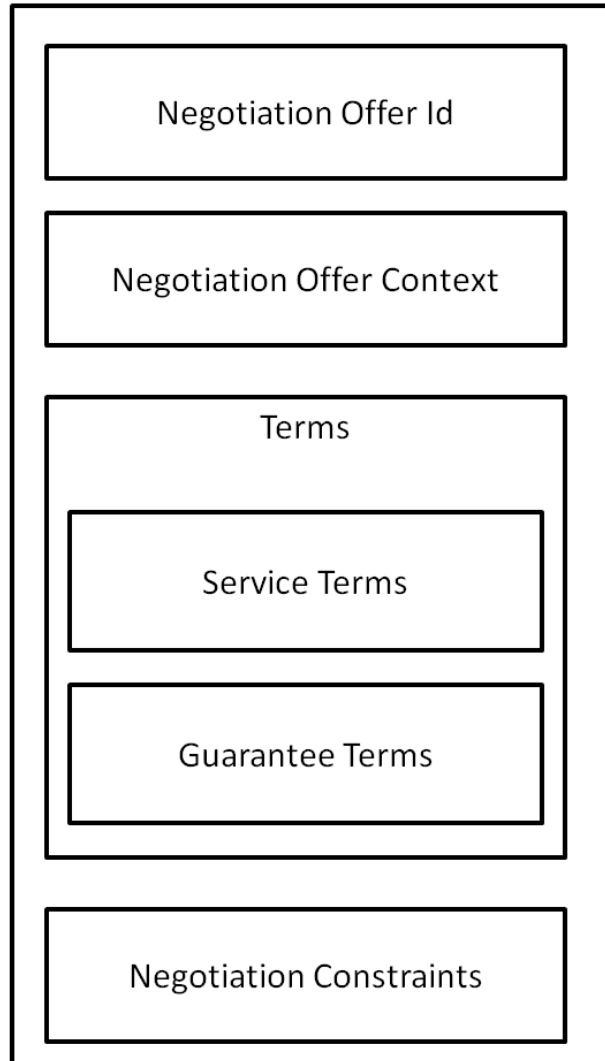 Negotiation Offer Id
Negotiation Offer Context
Terms
Service Terms
Guarantee Terms
Negotiation Constraints